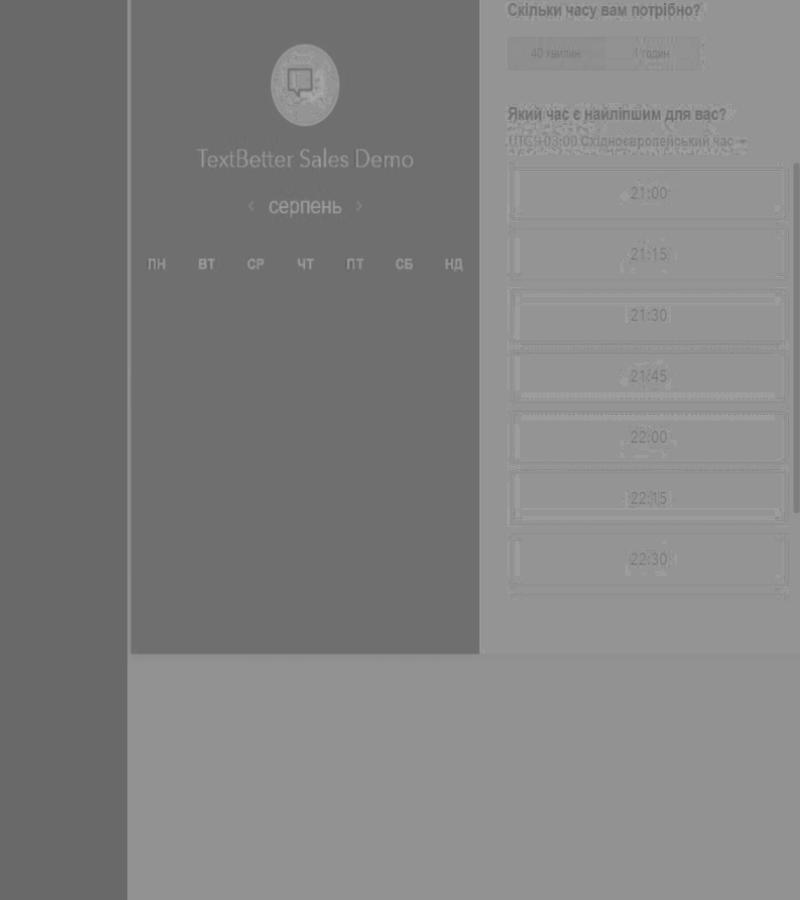 TextBetter Sales Demo
‹ серпень ›
ПН ВТ СР ЧТ ПТ СБ НД
Скільки часу вам потрібно?
40 хвилин 1 годин
Який час є найліпшим для вас?
UTC+03:00 Східноєвропейський час
21:00
21:15
21:30
21:45
22:00
22:15
22:30